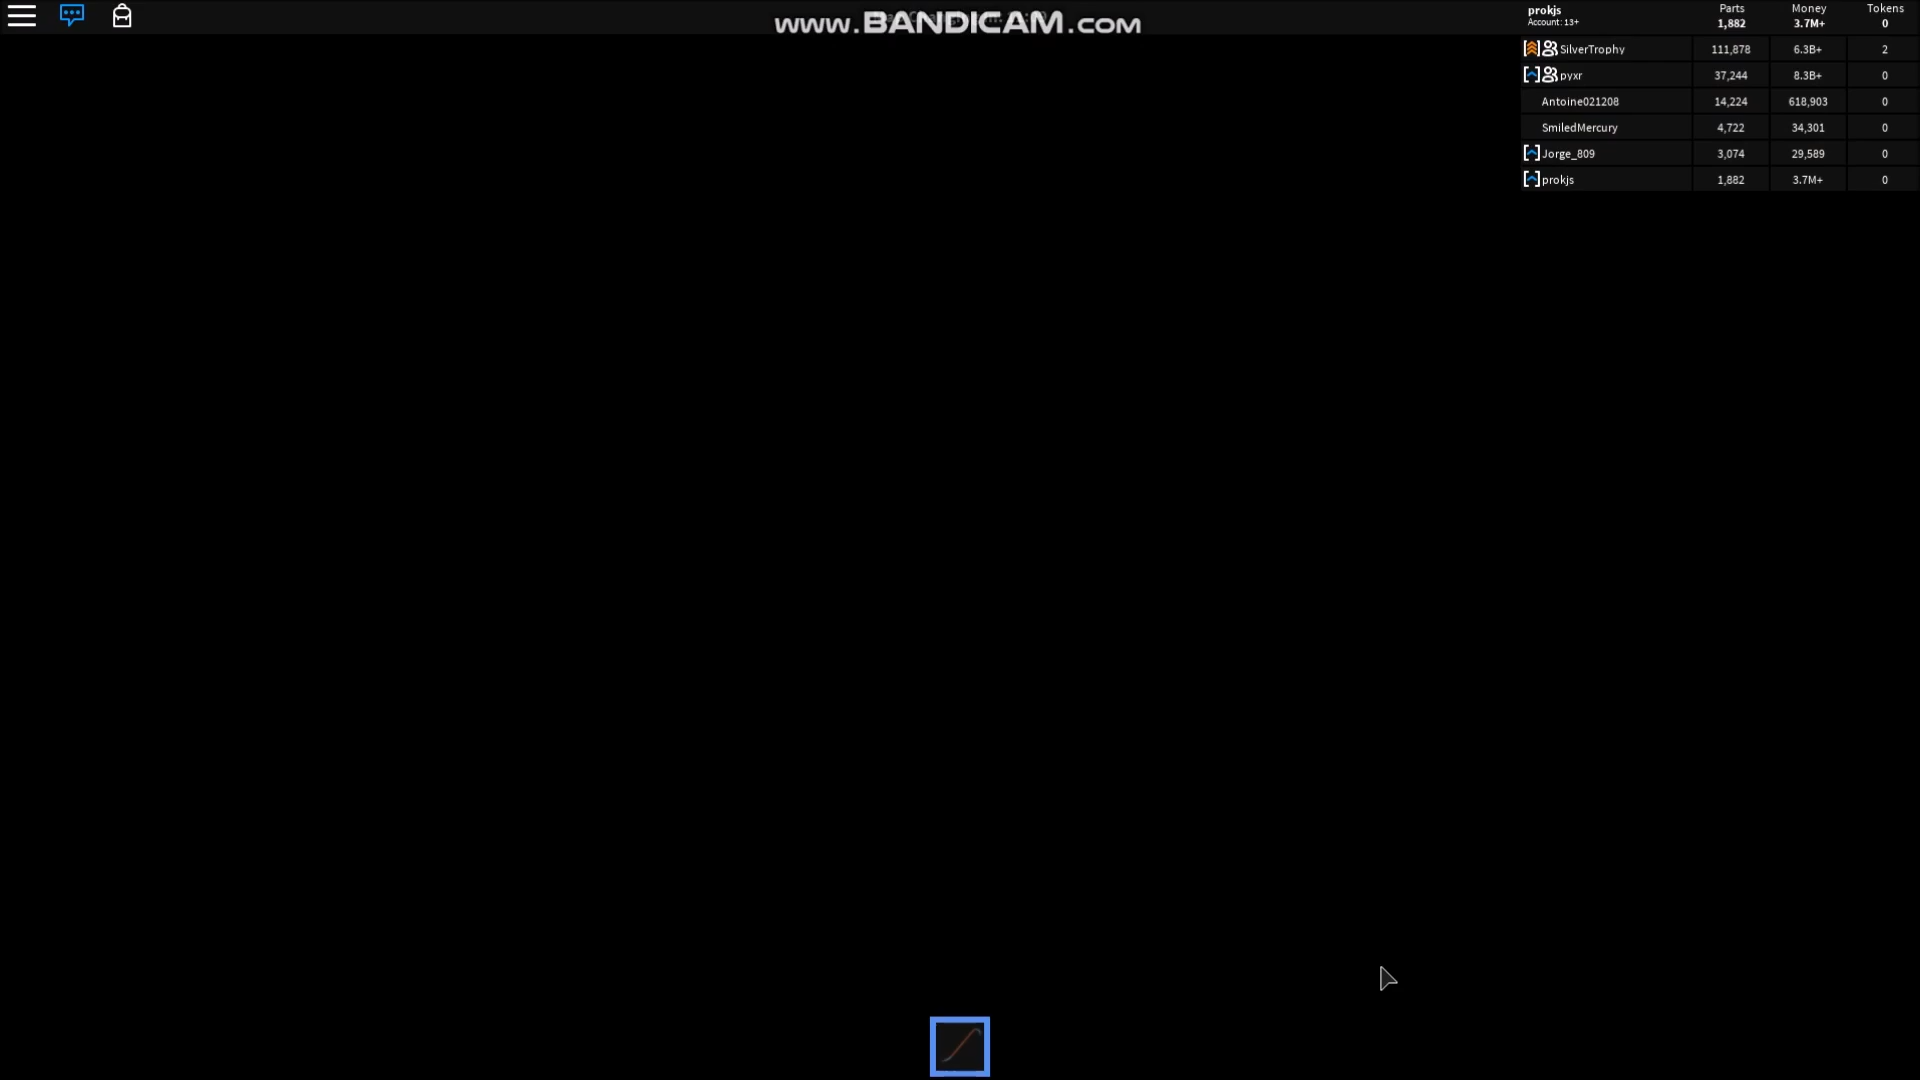 www.BANDICAM.com
prokjs Parts Money Tokens
Account: 13+ 1,882 3.7M+ 0
SilverTrophy 111,878 6.3B+ 2
pyxr 37,244 8.3B+ 0
Antoine021208 14,224 618,903 0
SmiledMercury 4,722 34,301 0
Jorge_809 3,074 29,589 0
prokjs 1,882 3.7M+ 0